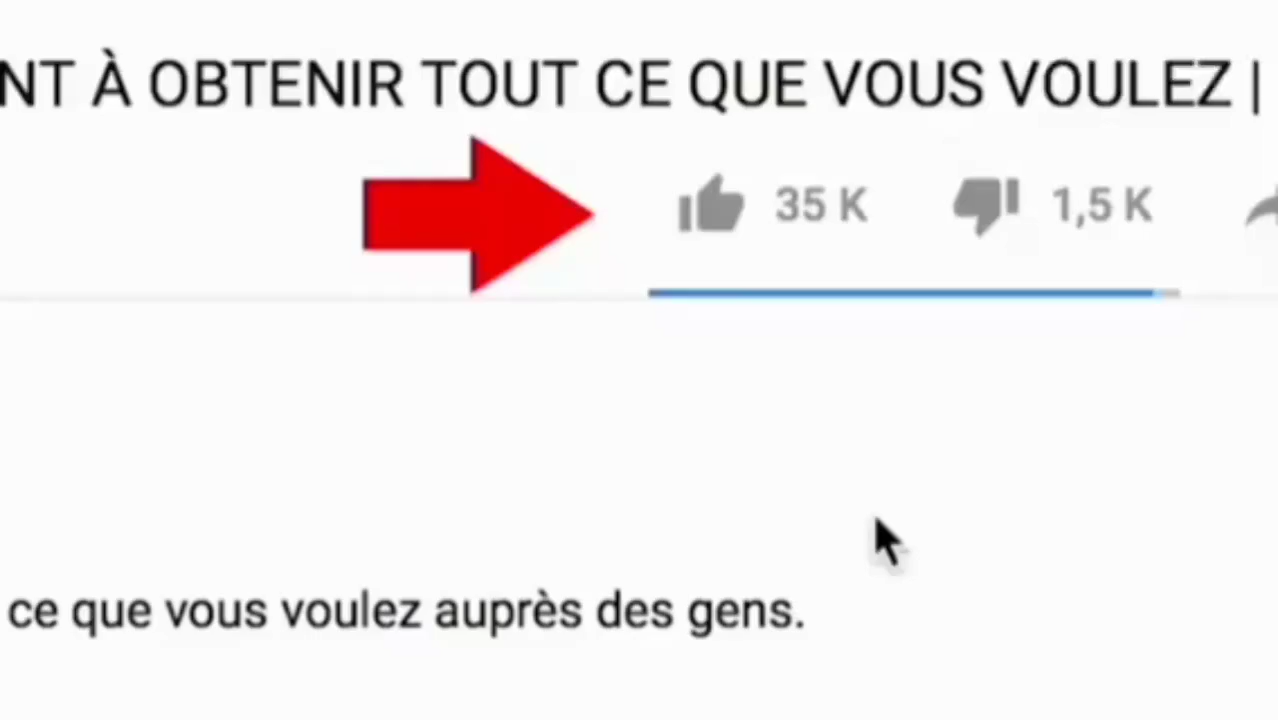 NT À OBTENIR TOUT CE QUE VOUS VOULEZ |
35 K 1,5 K
ce que vous voulez auprès des gens.